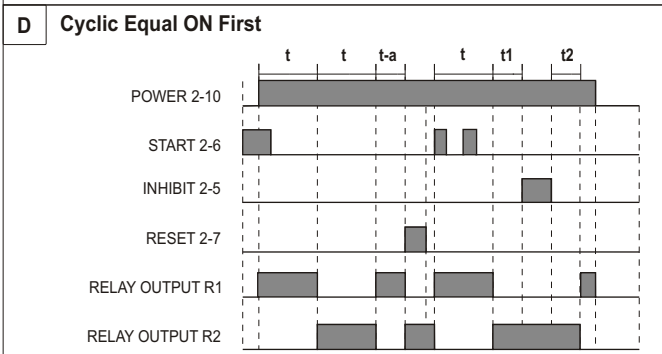 D Cyclic Equal ON First
t t t-a t t1 t2
POWER 2-10
START 2-6
INHIBIT 2-5
RESET 2-7
RELAY OUTPUT R1
RELAY OUTPUT R2